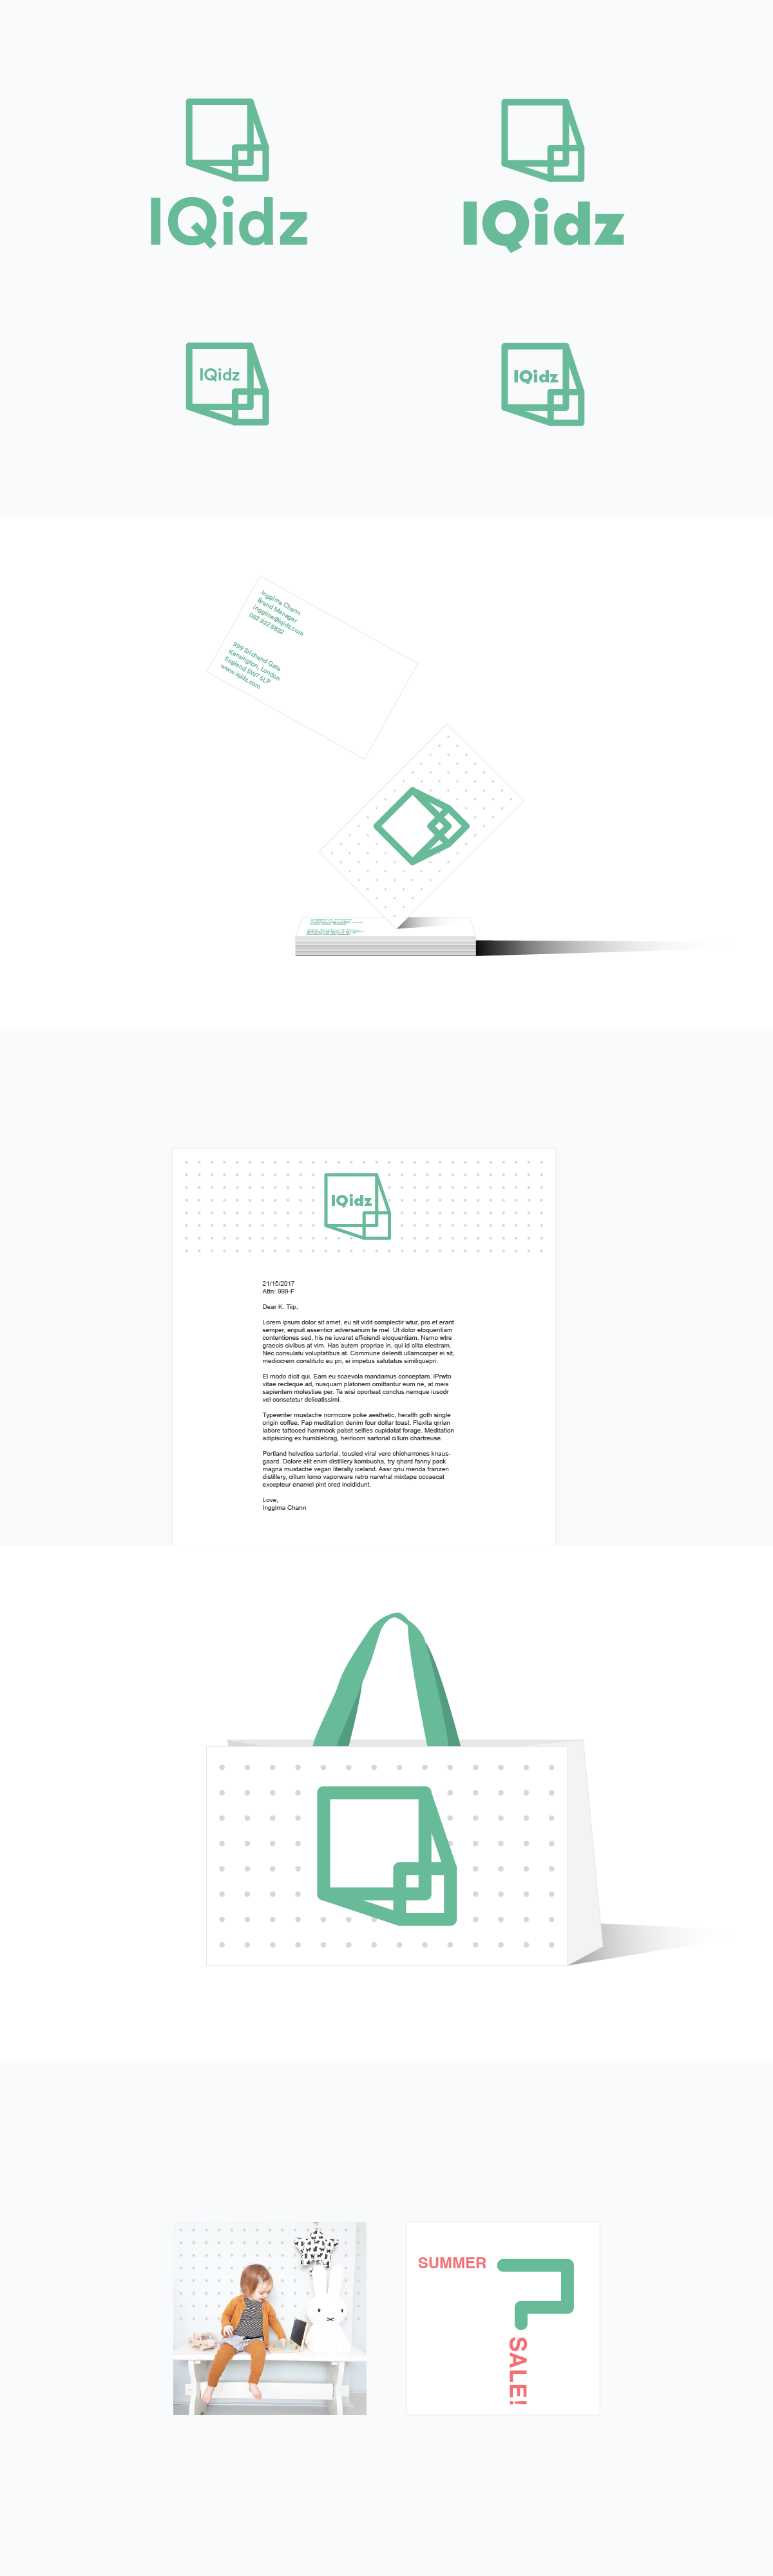 IQidz
IQidz
IQidz
IQidz
Inggima Chann
Brand Manager
inggima@iqidz.com
082 822 8822
999 Srichand Gate
Kensington, London
England SW7 5LP
www.iqidz.com
IQidz
21/15/2017
Attn: 999-F
Dear K. Tiip,
Lorem ipsum dolor sit amet, eu sit vidit complectir wtur, pro et erant
semper, eripuit assentior adversarium te mel. Ut dolor eloquentiam
contentiones sed, his ne iuvaret efficiendi eloquentiam. Nemo wtre
graecis civibus at vim. Has autem propriae in, qui id clita electram.
Nec consulatu voluptatibus at. Commune deleniti ullamcorper ei sit,
mediocrem constituto eu pri, ei impetus salutatus similiquepri.
Ei modo dicit qui. Eam eu scaevola mandamus conceptam. iPrwto
vitae recteque ad, nusquam platonem omittantur eum ne, at meis
sapientem molestiae per. Te wisi oporteat conclus nemque iusodr
vel consetetur delicatissimi.
Typewriter mustache normcore poke aesthetic, heralth goth single
origin coffee. Fap meditation denim four dollar toast. Flexita qrrian
labore tattooed hammock pabst selfies cupidatat forage. Meditation
adipisicing ex humblebrag, heirloom sartorial cillum chartreuse.
Portland helvetica sartorial, tousled viral vero chicharrones knaus-
gaard. Dolore elit enim distillery kombucha, try qhard fanny pack
magna mustache vegan literally iceland. Assr qriu menda franzen
distillery, cillum lomo vaporware retro narwhal mixtape occaecat
excepteur enamel pint cred incididunt.
Love,
Inggima Chann
SUMMER
SALE!